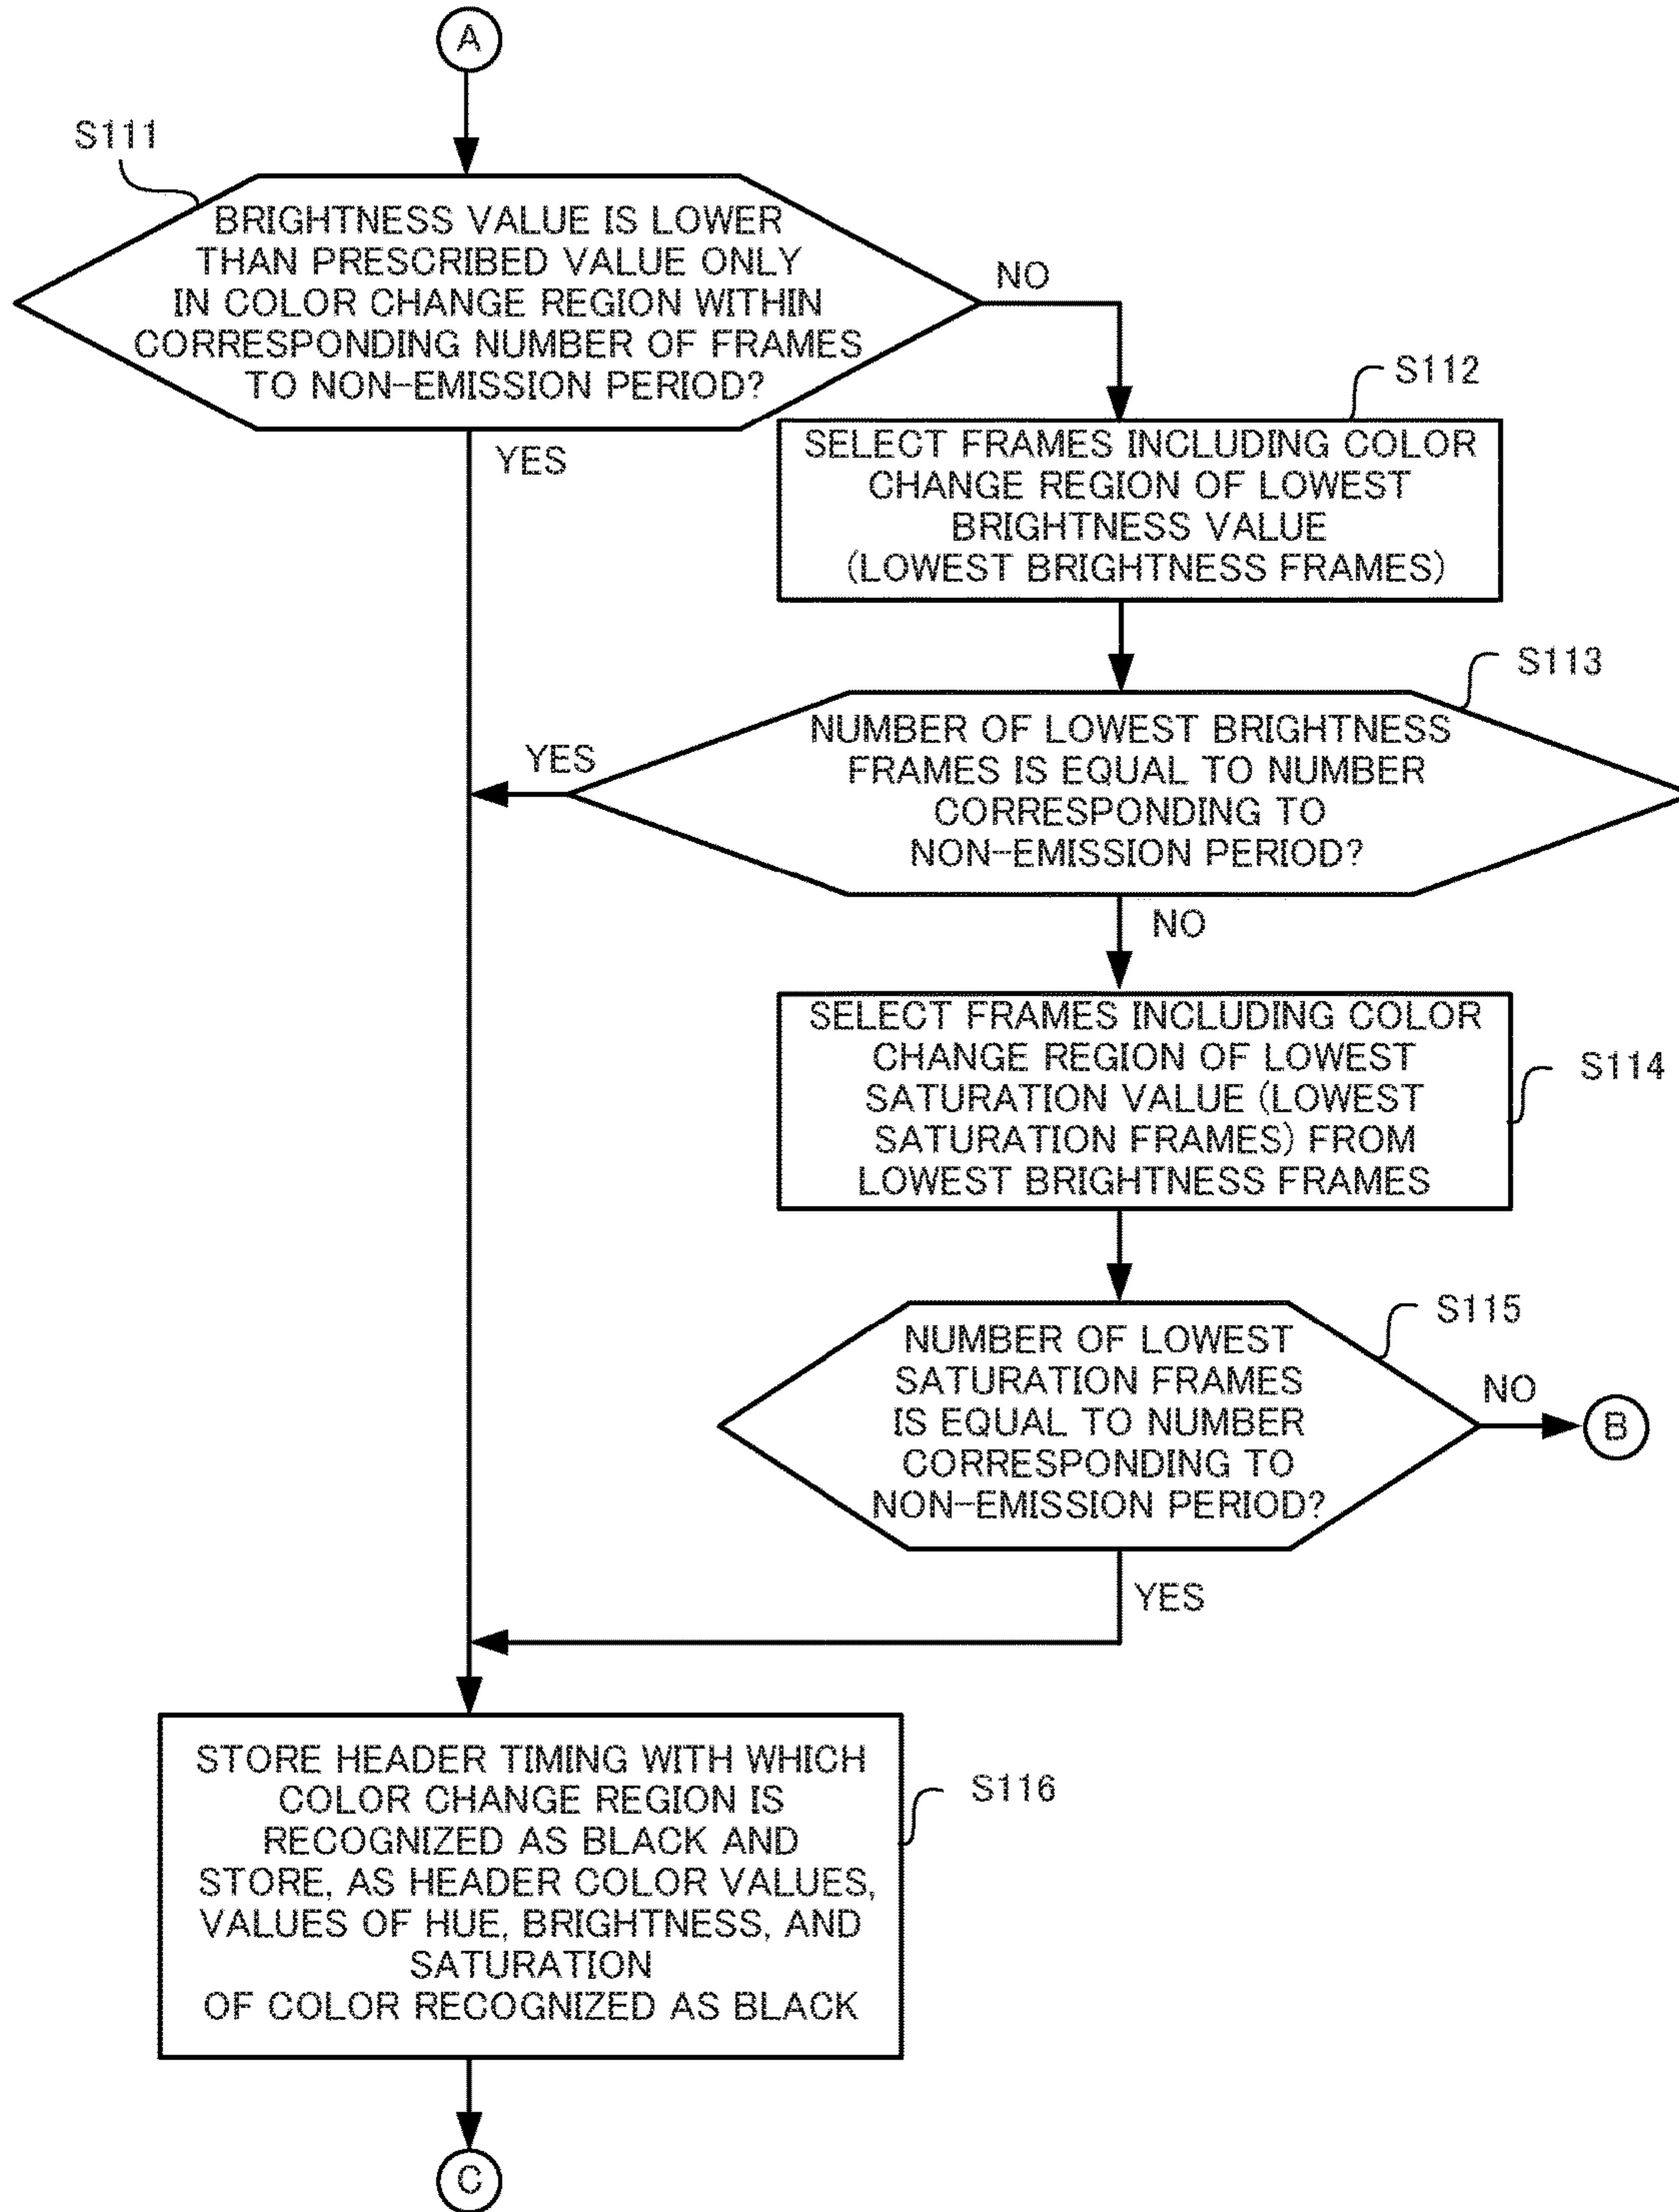 A
S111
BRIGHTNESS VALUE IS LOWER
THAN PRESCRIBED VALUE ONLY
IN COLOR CHANGE REGION WITHIN
CORRESPONDING NUMBER OF FRAMES
TO NON-EMISSION PERIOD?
NO
YES
S112
SELECT FRAMES INCLUDING COLOR
CHANGE REGION OF LOWEST
BRIGHTNESS VALUE
(LOWEST BRIGHTNESS FRAMES)
S113
NUMBER OF LOWEST BRIGHTNESS
FRAMES IS EQUAL TO NUMBER
CORRESPONDING TO
NON-EMISSION PERIOD?
YES
NO
SELECT FRAMES INCLUDING COLOR
CHANGE REGION OF LOWEST
SATURATION VALUE (LOWEST
SATURATION FRAMES) FROM
LOWEST BRIGHTNESS FRAMES
S114
S115
NUMBER OF LOWEST
SATURATION FRAMES
IS EQUAL TO NUMBER
CORRESPONDING TO
NON-EMISSION PERIOD?
NO
B
YES
STORE HEADER TIMING WITH WHICH
COLOR CHANGE REGION IS
RECOGNIZED AS BLACK AND
STORE, AS HEADER COLOR VALUES,
VALUES OF HUE, BRIGHTNESS, AND
SATURATION
OF COLOR RECOGNIZED AS BLACK
S116
C